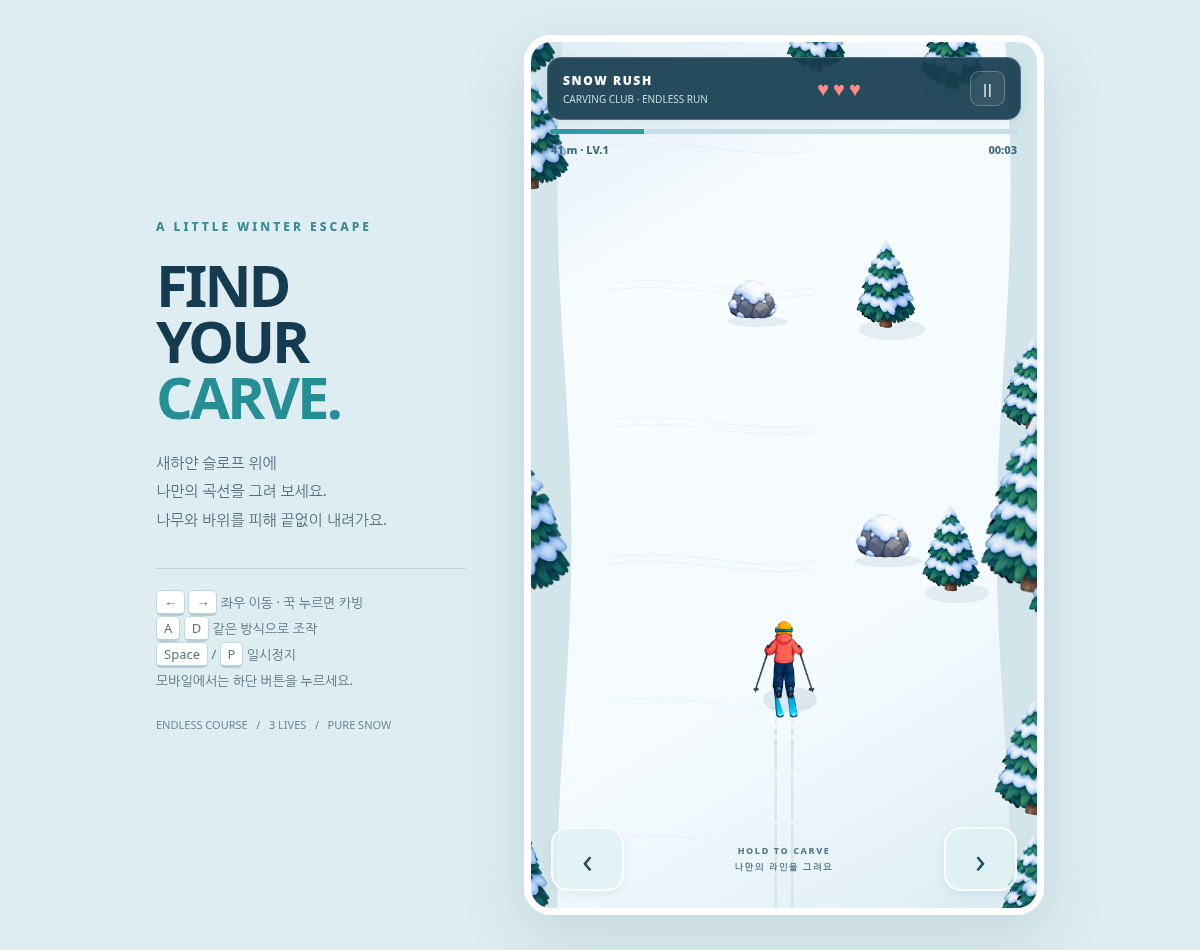 A LITTLE WINTER ESCAPE
FIND
YOUR
CARVE.
새하얀 슬로프 위에
나만의 곡선을 그려 보세요.
나무와 바위를 피해 끝없이 내려가요.
← → 좌우 이동 · 꾹 누르면 카빙
A D 같은 방식으로 조작
Space / P 일시정지
모바일에서는 하단 버튼을 누르세요.
ENDLESS COURSE / 3 LIVES / PURE SNOW
SNOW RUSH
CARVING CLUB · ENDLESS RUN
♥♥♥
II
41 m · LV.1
00:03
‹
HOLD TO CARVE
나만의 라인을 그려요
›